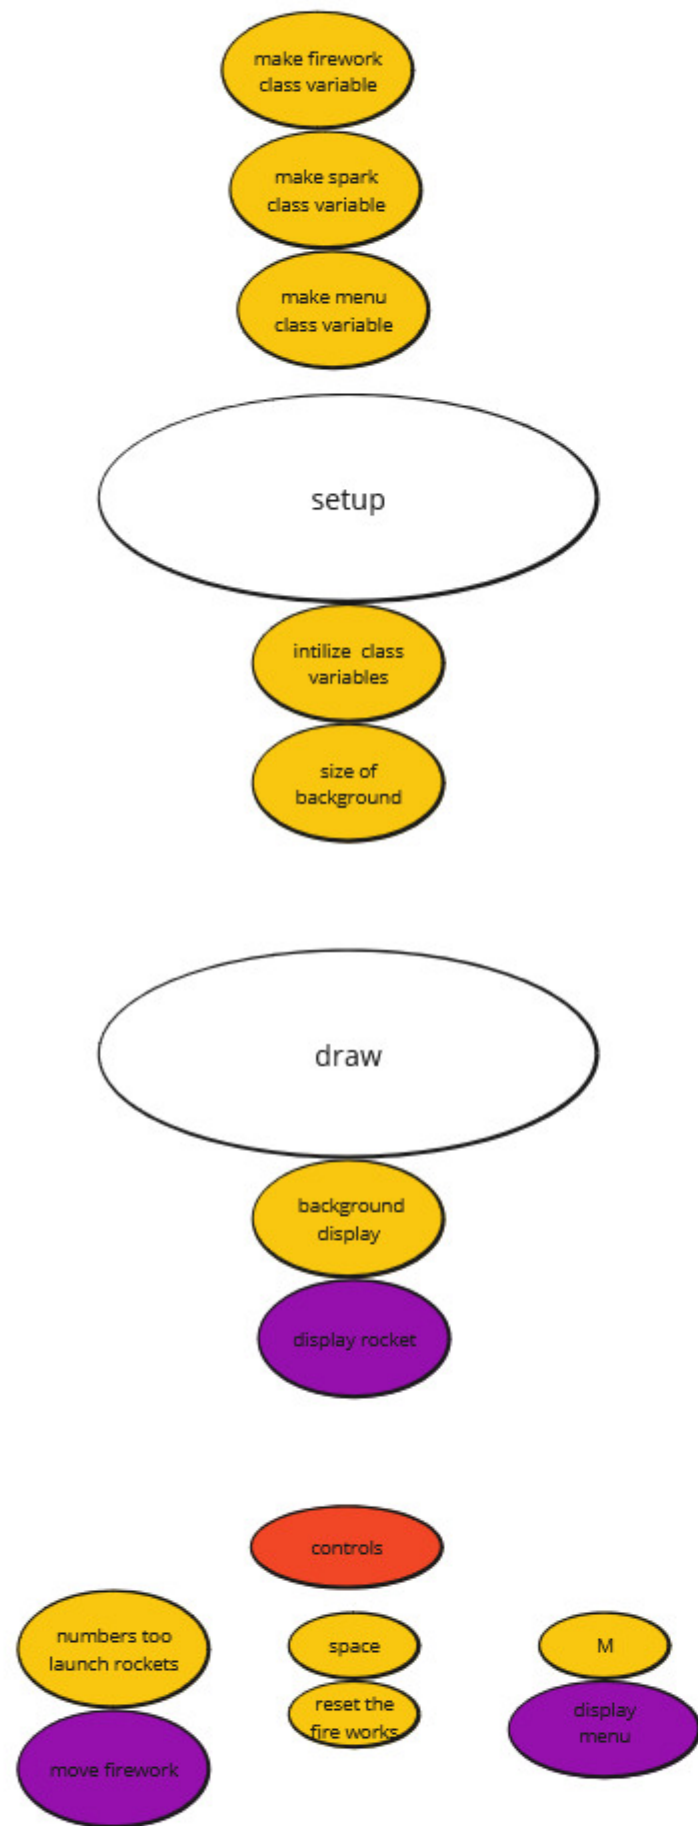 make firework
class variable
make spark
class variable
make menu
class variable
setup
intilize class
variables
size of
background
draw
background
display
display rocket
controls
numbers too
launch rockets
move firework
space
reset the
fire works
M
display
menu